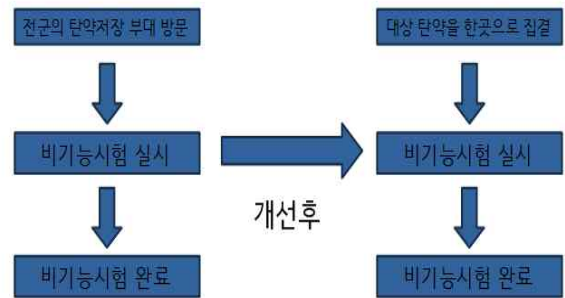 전군의 탄약저장 부대 방문
대상 탄약을 한곳으로 집결
비기능시험 실시
비기능시험 실시
개선후
비기능시험 완료
비기능시험 완료